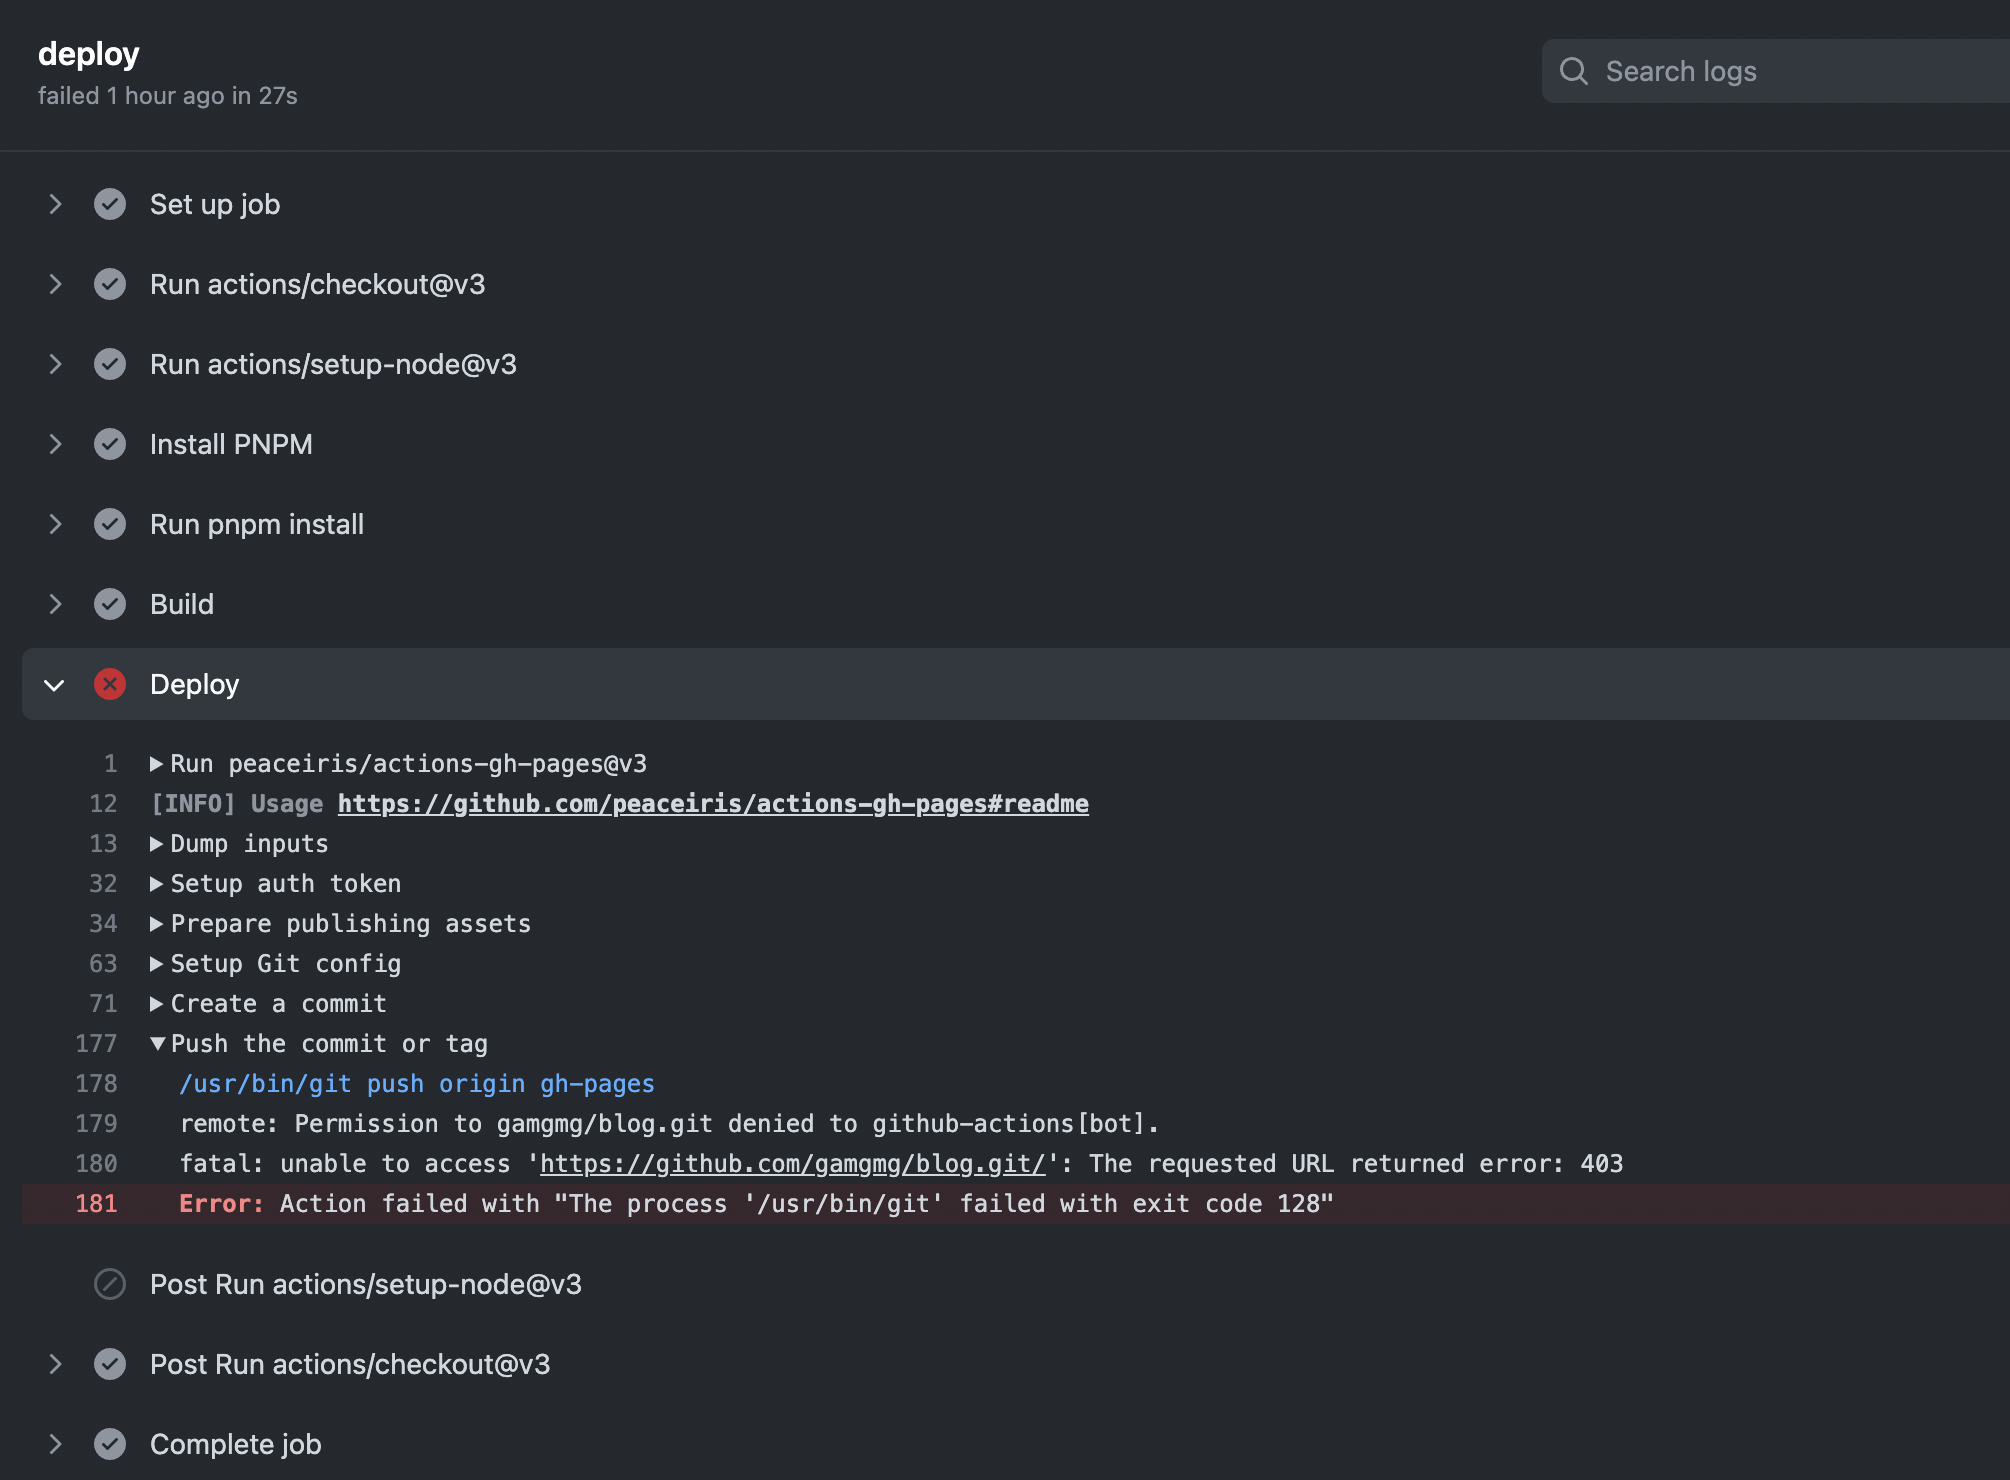 deploy
failed 1 hour ago in 27s
Search logs
Set up job
Run actions/checkout@v3
Run actions/setup-node@v3
Install PNPM
Run pnpm install
Build
Deploy
1 Run peaceiris/actions-gh-pages@v3
12 [INFO] Usage https://github.com/peaceiris/actions-gh-pages#readme
13 Dump inputs
32 Setup auth token
34 Prepare publishing assets
63 Setup Git config
71 Create a commit
177 Push the commit or tag
178 /usr/bin/git push origin gh-pages
179 remote: Permission to gamgmg/blog.git denied to github-actions[bot].
180 fatal: unable to access 'https://github.com/gamgmg/blog.git/': The requested URL returned error: 403
181 Error: Action failed with "The process '/usr/bin/git' failed with exit code 128"
Post Run actions/setup-node@v3
Post Run actions/checkout@v3
Complete job